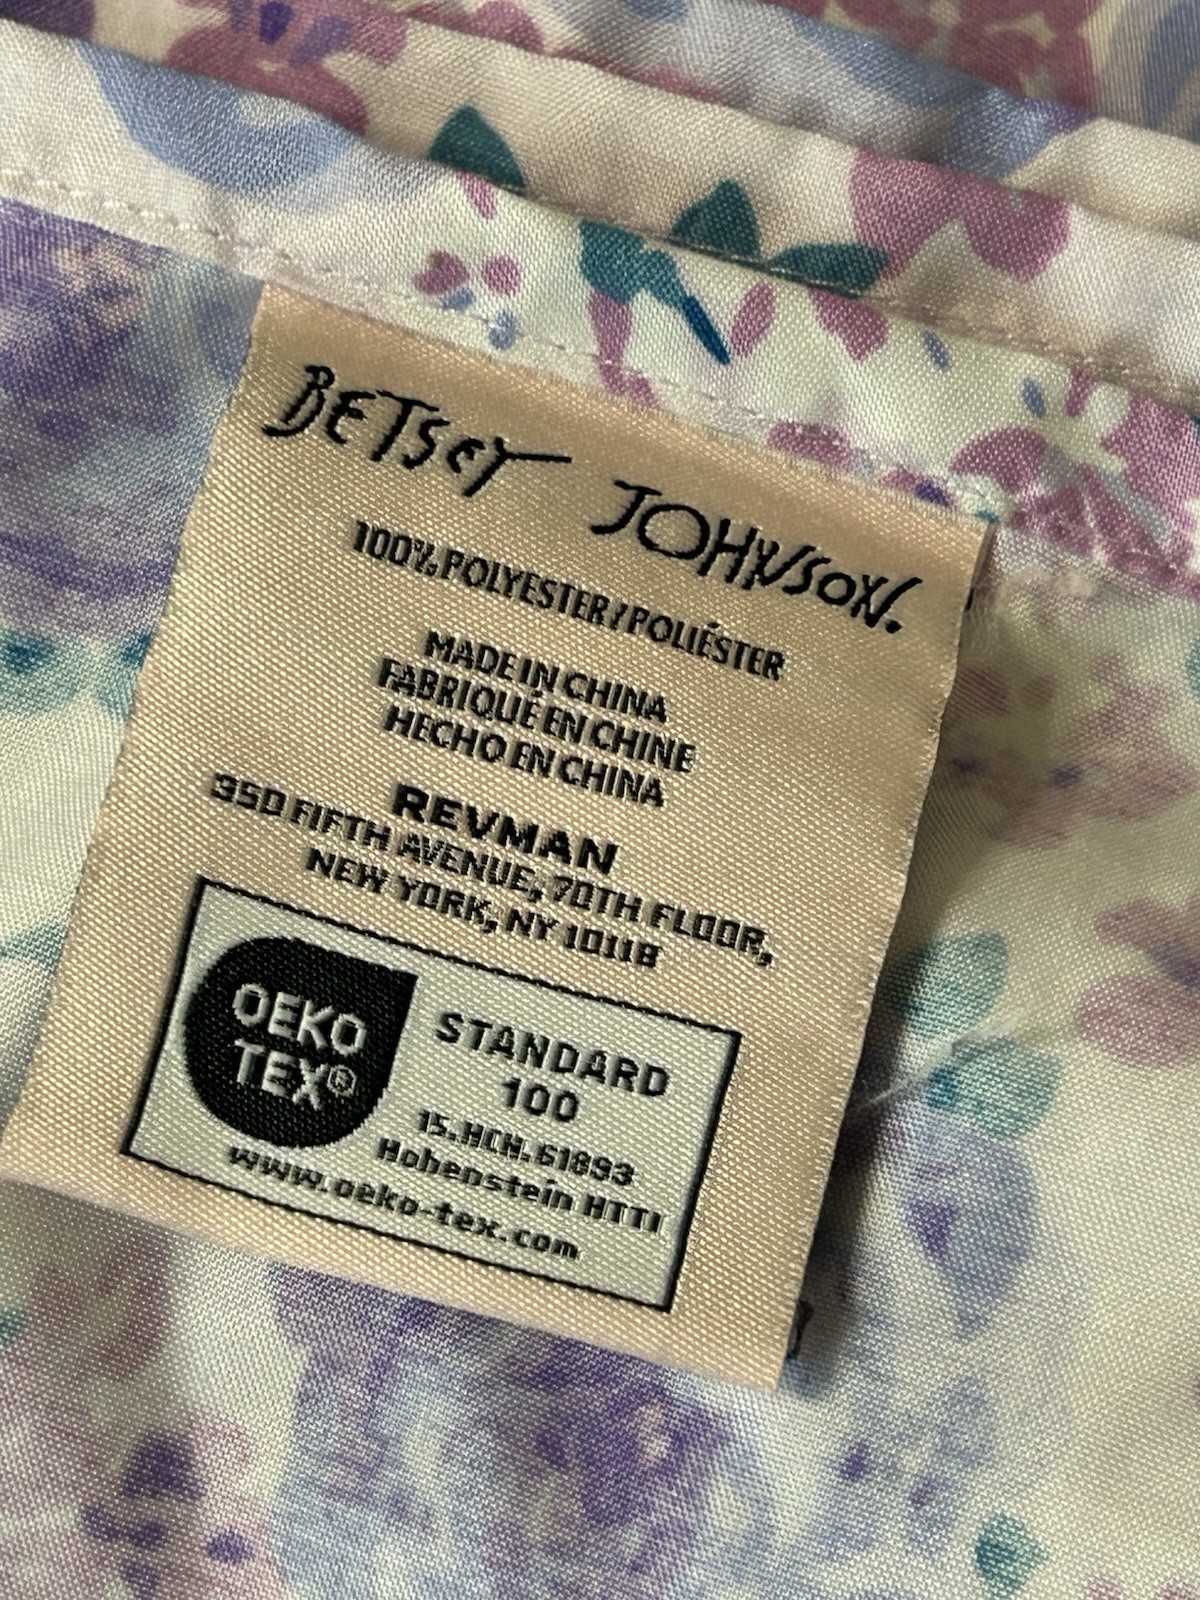 BETSEY JOHNSON.
100% POLYESTER/POLIÉSTER
MADE IN CHINA
FABRIQUÉ EN CHINE
HECHO EN CHINA
REVMAN
350 FIFTH AVENUE, 70TH FLOOR,
NEW YORK, NY 10118
OEKO
TEX®
STANDARD
100
15.HCH.61893
Hohenstein HTTI
www.oeko-tex.com